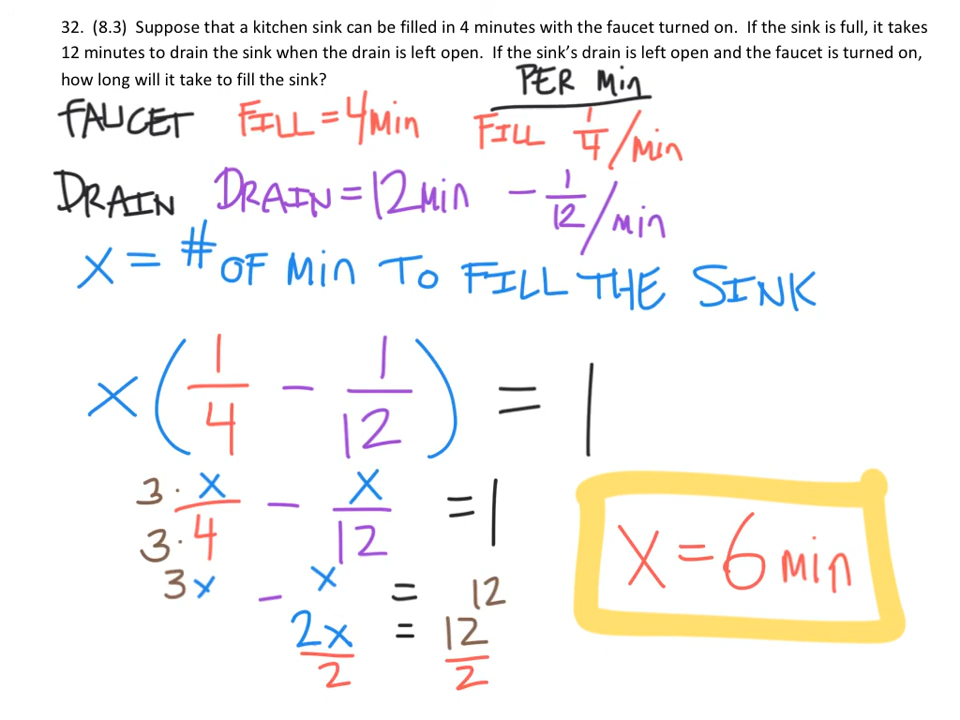 32. (8.3) Suppose that a kitchen sink can be filled in 4 minutes with the faucet turned on. If the sink is full, it takes
12 minutes to drain the sink when the drain is left open. If the sink's drain is left open and the faucet is turned on,
how long will it take to fill the sink?
PER Min
FAUCET FILL = 4 Min FILL 1/4 /min
DRAIN DRAIN = 12 Min - 1/12 /min
X = # OF Min TO FILL THE SINK
x(1/4 - 1/12) = 1
3·x/3·4 - x/12 = 1
3x - x = 12
2x/2 = 12/2
X = 6 min